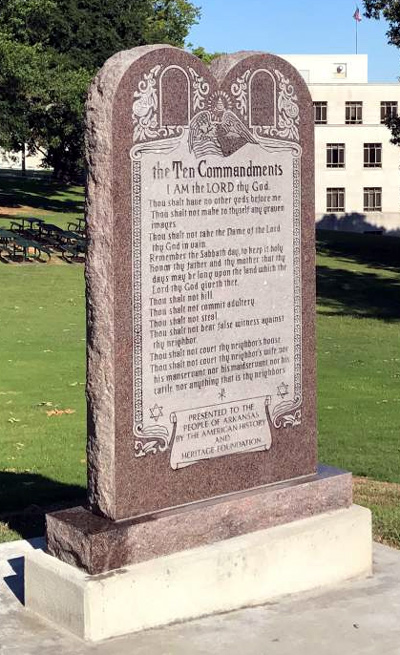 the Ten Commandments
I AM the LORD thy God.
Thou shalt have no other gods before me.
Thou shalt not make to thyself any graven
images.
Thou shalt not take the Name of the Lord
thy God in vain.
Remember the Sabbath day, to keep it holy.
Honor thy father and thy mother that thy
days may be long upon the land which the
Lord thy God giveth thee.
Thou shalt not kill.
Thou shalt not commit adultery.
Thou shalt not steal.
Thou shalt not bear false witness against
thy neighbor.
Thou shalt not covet thy neighbor's house.
Thou shalt not covet thy neighbor's wife nor
his manservant nor his maidservant nor his
cattle nor anything that is thy neighbor's.
PRESENTED TO THE
PEOPLE OF ARKANSAS
BY THE AMERICAN HISTORY
AND
HERITAGE FOUNDATION